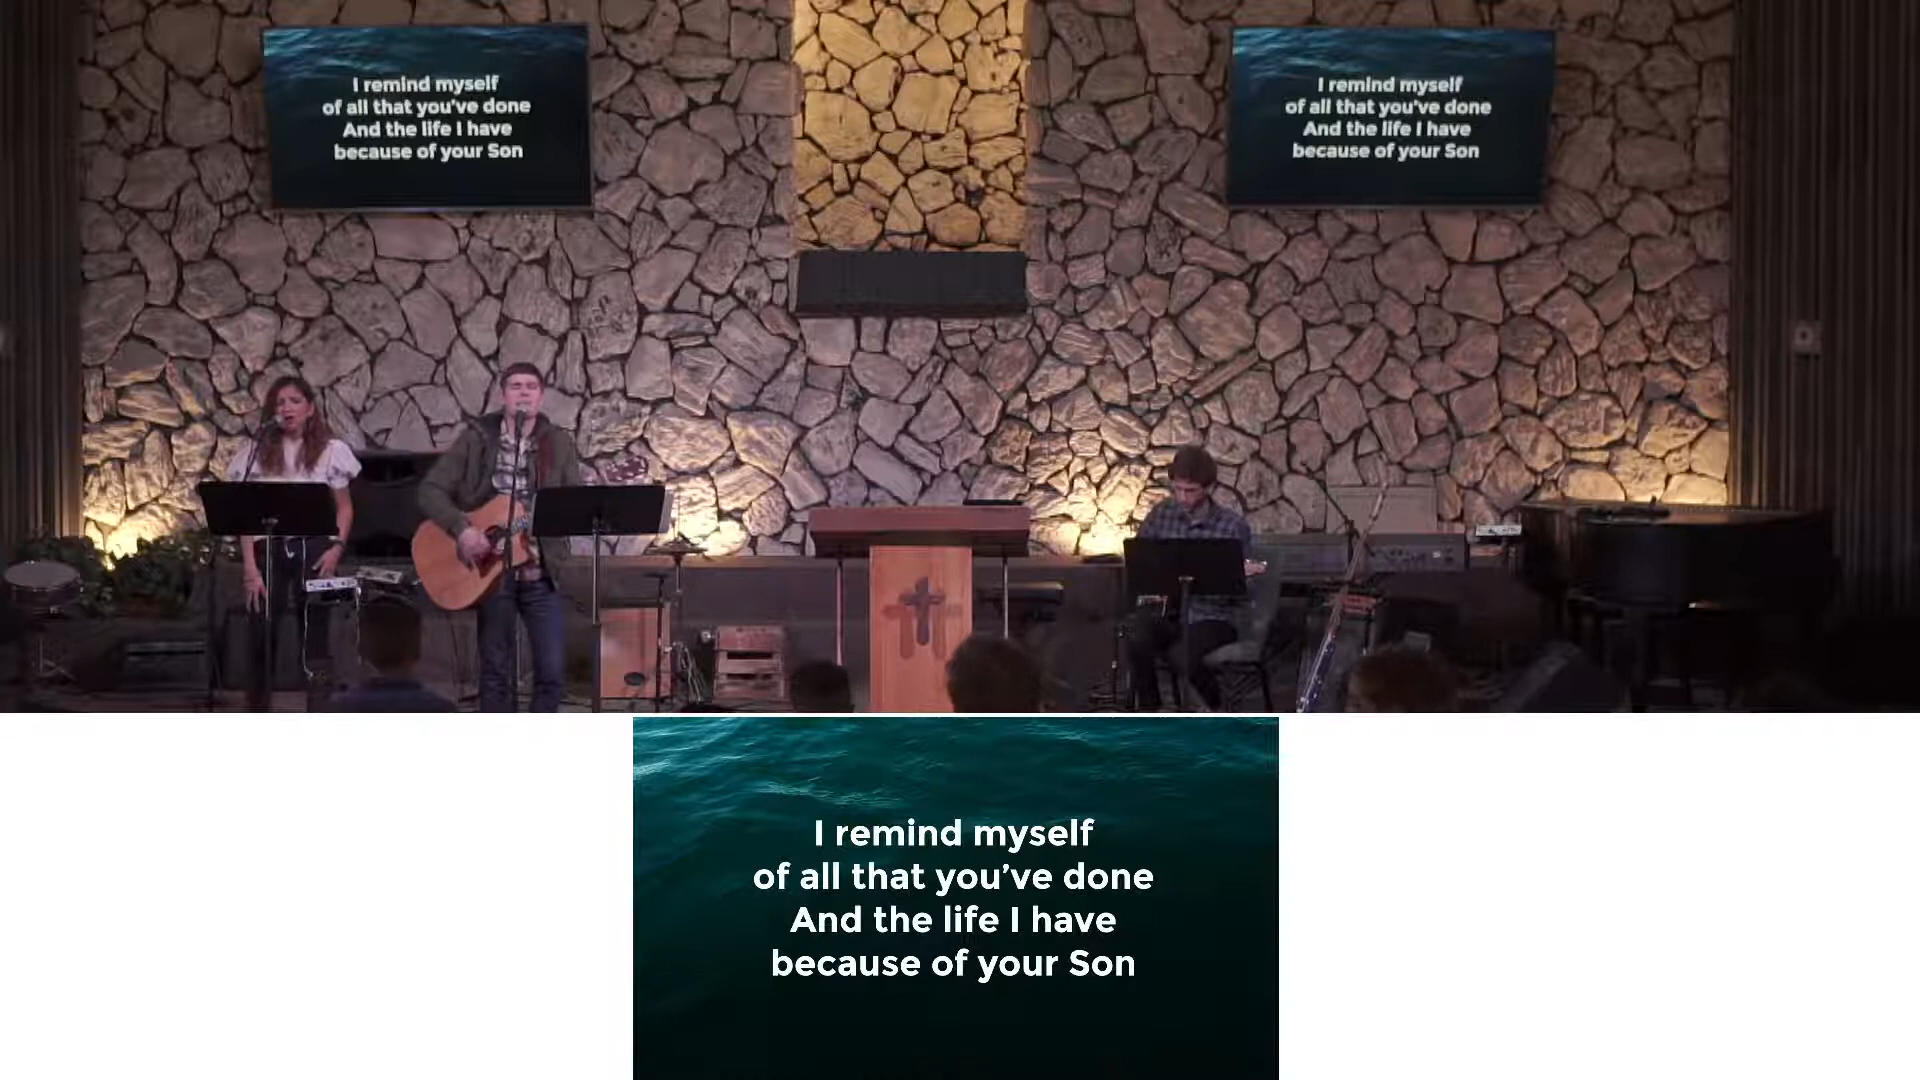 I remind myself
of all that you've done
And the life I have
because of your Son
I remind myself
of all that you've done
And the life I have
because of your Son
I remind myself
of all that you’ve done
And the life I have
because of your Son